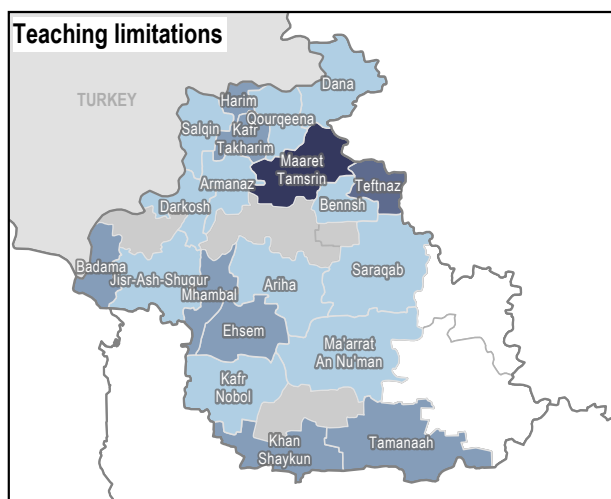 Teaching limitations
Dana
TURKEY
Harim
Qourqeena
Salqin
Kafr
Takharim
Maaret
Tamsrin
Armanaz
Teftnaz
Darkosh
Bennsh
Badama
Jisr-Ash-Shugur
Saraqab
Mhambal
Ariha
Ehsem
Ma'arrat
An Nu'man
Kafr
Nobol
Khan
Shaykun
Tamanaah